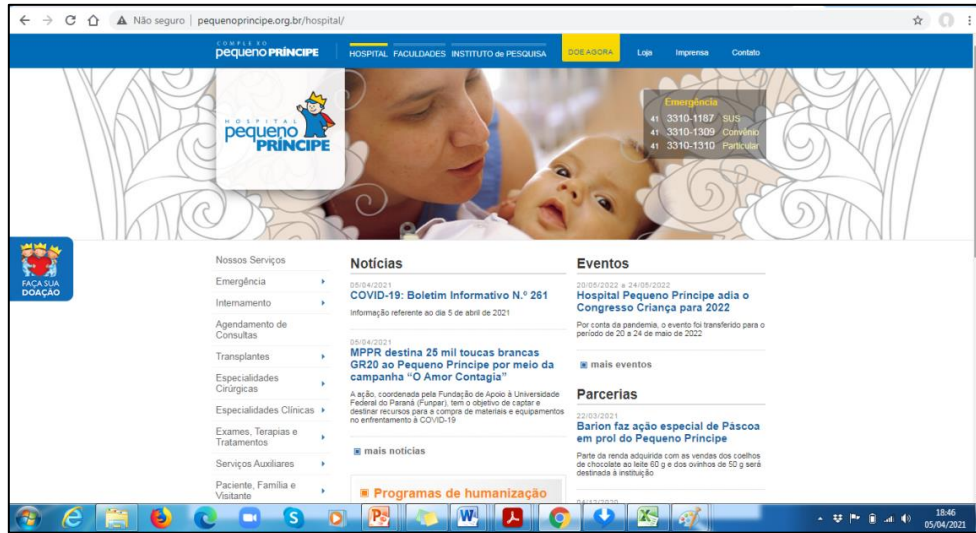 Não seguro | pequenoprincipe.org.br/hospital/
COMPLEXO
pequeno PRÍNCIPE
HOSPITAL FACULDADES INSTITUTO de PESQUISA
DOE AGORA
Loja Imprensa Contato
HOSPITAL
pequeno
PRÍNCIPE
Emergência
41 3310-1187 SUS
41 3310-1309 Convênio
41 3310-1310 Particular
FAÇA SUA
DOAÇÃO
Nossos Serviços
Emergência
Internamento
Agendamento de
Consultas
Transplantes
Especialidades
Cirúrgicas
Especialidades Clínicas
Exames, Terapias e
Tratamentos
Serviços Auxiliares
Paciente, Família e
Visitante
Notícias
05/04/2021
COVID-19: Boletim Informativo N.º 261
Informação referente ao dia 5 de abril de 2021
05/04/2021
MPPR destina 25 mil toucas brancas
GR20 ao Pequeno Príncipe por meio da
campanha “O Amor Contagia”
A ação, coordenada pela Fundação de Apoio à Universidade
Federal do Paraná (Funpar), tem o objetivo de captar e
destinar recursos para a compra de materiais e equipamentos
no enfrentamento à COVID-19
mais notícias
Programas de humanização
Eventos
20/05/2022 a 24/05/2022
Hospital Pequeno Príncipe adia o
Congresso Criança para 2022
Por conta da pandemia, o evento foi transferido para o
período de 20 a 24 de maio de 2022
mais eventos
Parcerias
22/03/2021
Barion faz ação especial de Páscoa
em prol do Pequeno Príncipe
Parte da renda adquirida com as vendas dos coelhos
de chocolate ao leite 60 g e dos ovinhos de 50 g será
destinada à instituição
04/12/2020
18:46
05/04/2021